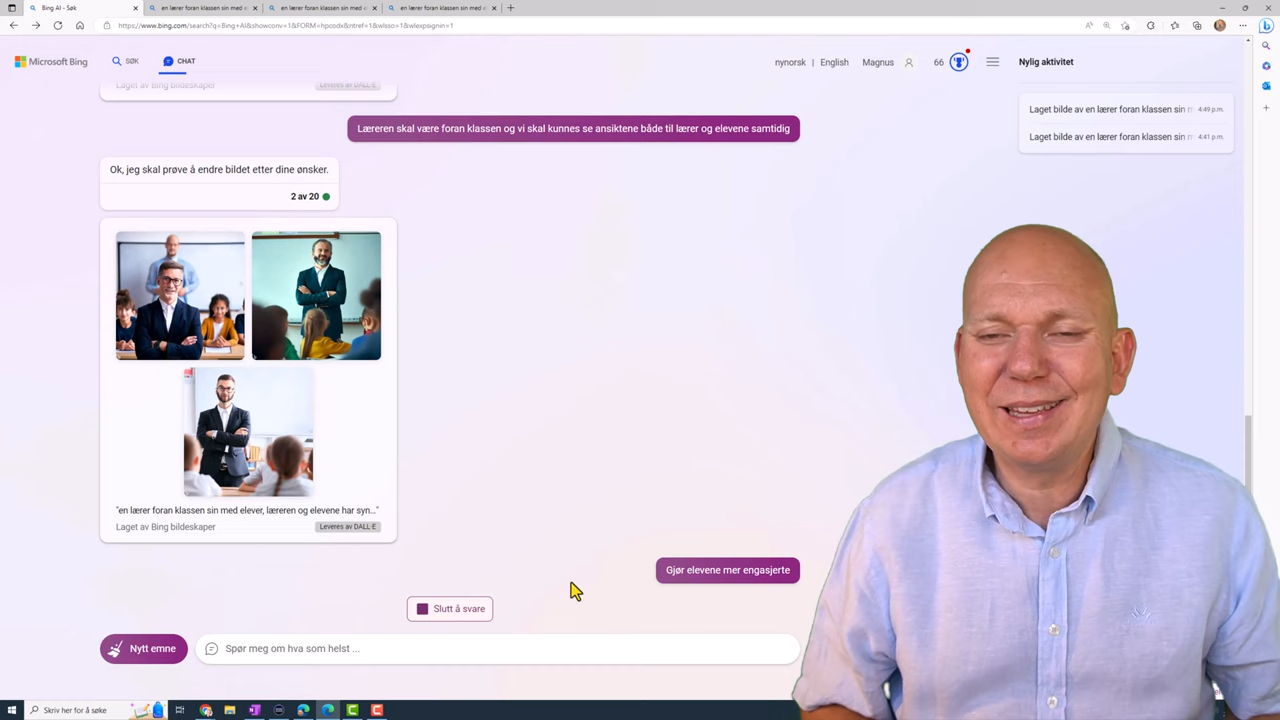 Bing AI - Søk
en lærer foran klassen sin med e
en lærer foran klassen sin med e
en lærer foran klassen sin med e
https://www.bing.com/search?q=Bing+AI&showconv=1&FORM=hpcodx&ntref=1&wlsso=1&wlexpsignin=1
Microsoft Bing
SØK
CHAT
nynorsk
English
Magnus
66
Nylig aktivitet
Laget av Bing bildeskaper
Leveres av DALL·E
Laget bilde av en lærer foran klassen sin
4:49 p.m.
Læreren skal være foran klassen og vi skal kunnes se ansiktene både til lærer og elevene samtidig
Laget bilde av en lærer foran klassen sin
4:41 p.m.
Ok, jeg skal prøve å endre bildet etter dine ønsker.
2 av 20
"en lærer foran klassen sin med elever, læreren og elevene har syn..."
Laget av Bing bildeskaper
Leveres av DALL·E
Gjør elevene mer engasjerte
Slutt å svare
Nytt emne
Spør meg om hva som helst ...
Skriv her for å søke